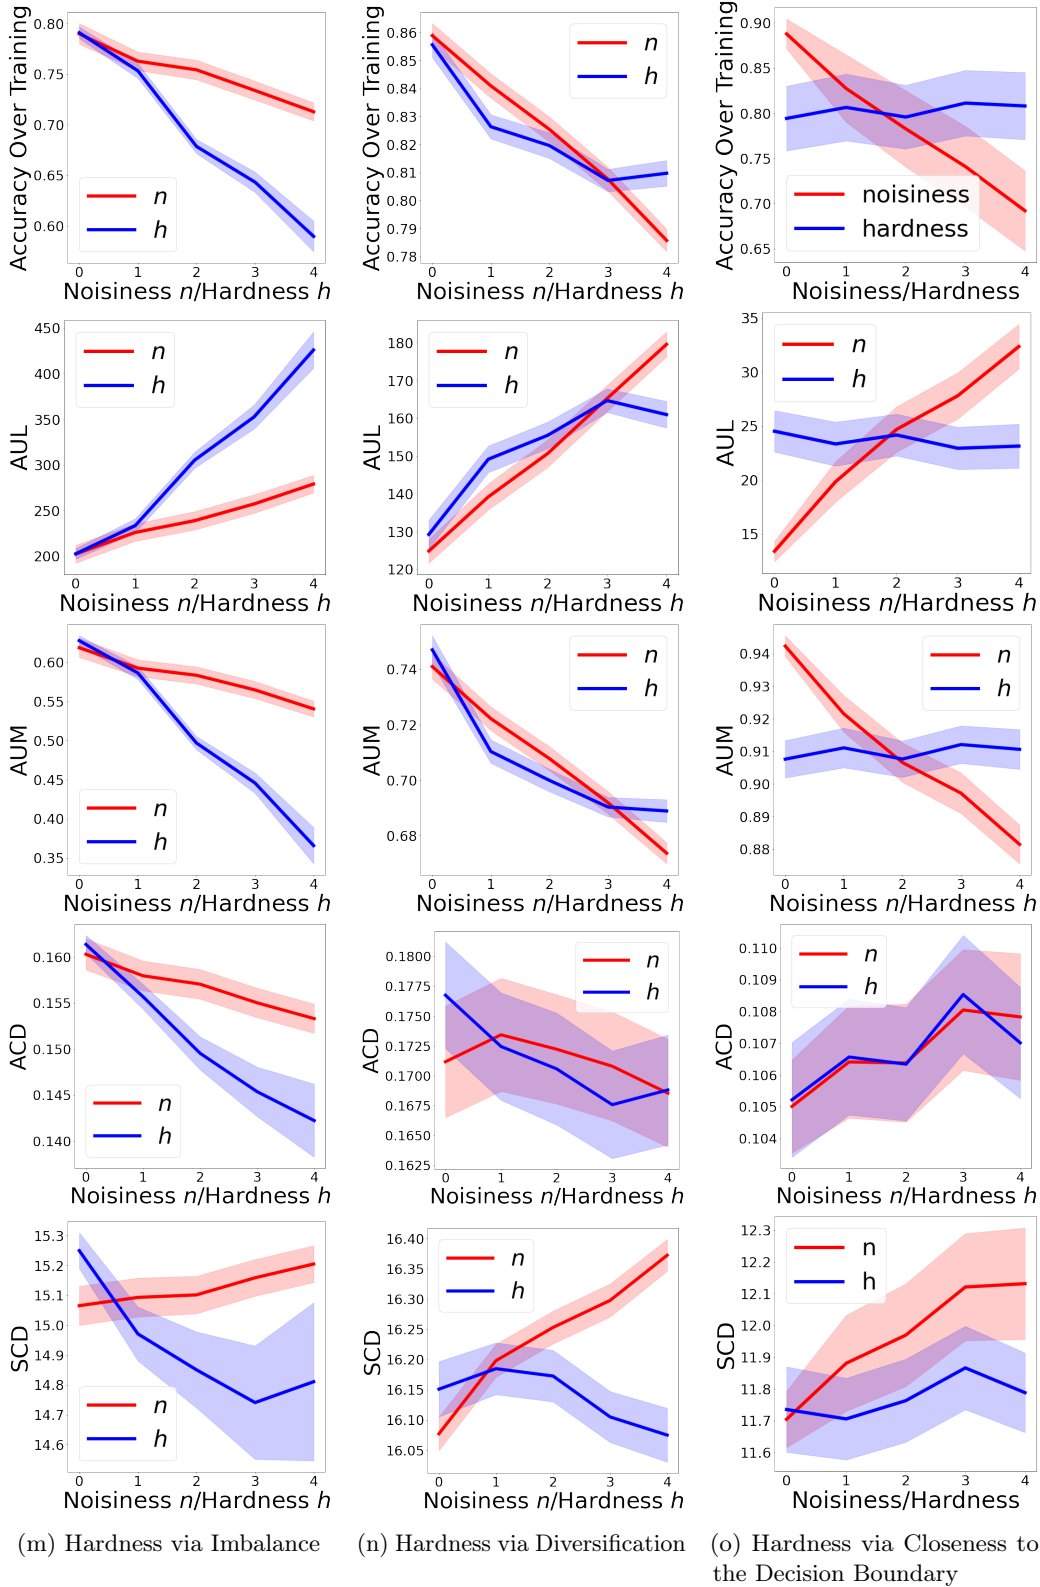 Accuracy Over Training
0.80
0.75
0.70
0.65
0.60
n
h
0 1 2 3 4
Noisiness n/Hardness h
Accuracy Over Training
0.86
0.85
0.84
0.83
0.82
0.81
0.80
0.79
0.78
n
h
0 1 2 3 4
Noisiness n/Hardness h
Accuracy Over Training
0.90
0.85
0.80
0.75
0.70
0.65
noisiness
hardness
0 1 2 3 4
Noisiness/Hardness
AUL
450
400
350
300
250
200
n
h
0 1 2 3 4
Noisiness n/Hardness h
AUL
180
170
160
150
140
130
120
n
h
0 1 2 3 4
Noisiness n/Hardness h
AUL
35
30
25
20
15
n
h
0 1 2 3 4
Noisiness n/Hardness h
AUM
0.60
0.55
0.50
0.45
0.40
0.35
n
h
0 1 2 3 4
Noisiness n/Hardness h
AUM
0.74
0.72
0.70
0.68
n
h
0 1 2 3 4
Noisiness n/Hardness h
AUM
0.94
0.93
0.92
0.91
0.90
0.89
0.88
n
h
0 1 2 3 4
Noisiness n/Hardness h
ACD
0.160
0.155
0.150
0.145
0.140
n
h
0 1 2 3 4
Noisiness n/Hardness h
ACD
0.1800
0.1775
0.1750
0.1725
0.1700
0.1675
0.1650
0.1625
n
h
0 1 2 3 4
Noisiness n/Hardness h
ACD
0.110
0.109
0.108
0.107
0.106
0.105
0.104
n
h
0 1 2 3 4
Noisiness n/Hardness h
SCD
15.3
15.2
15.1
15.0
14.9
14.8
14.7
14.6
n
h
0 1 2 3 4
Noisiness n/Hardness h
SCD
16.40
16.35
16.30
16.25
16.20
16.15
16.10
16.05
n
h
0 1 2 3 4
Noisiness n/Hardness h
SCD
12.3
12.2
12.1
12.0
11.9
11.8
11.7
11.6
n
h
0 1 2 3 4
Noisiness/Hardness
(m) Hardness via Imbalance
(n) Hardness via Diversification
(o) Hardness via Closeness to
the Decision Boundary